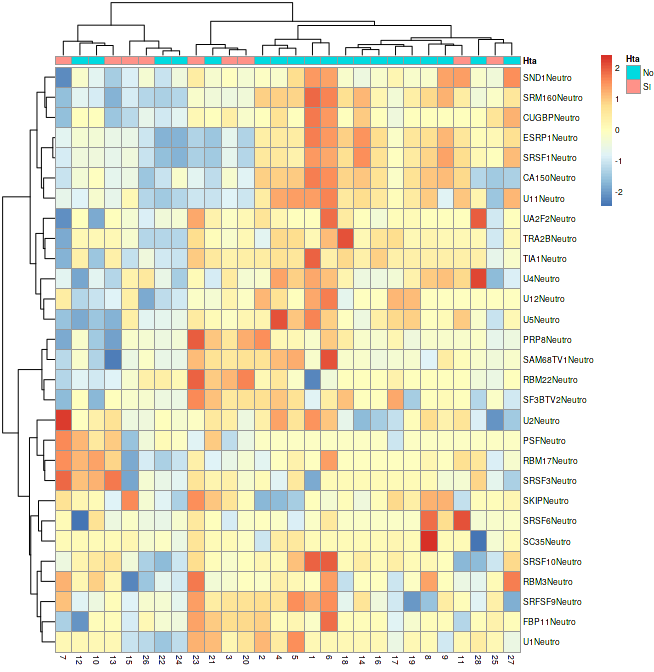 Hta
SND1Neutro
SRM160Neutro
CUGBPNeutro
ESRP1Neutro
SRSF1Neutro
CA150Neutro
U11Neutro
UA2F2Neutro
TRA2BNeutro
TIA1Neutro
U4Neutro
U12Neutro
U5Neutro
PRP8Neutro
SAM68TV1Neutro
RBM22Neutro
SF3BTV2Neutro
U2Neutro
PSFNeutro
RBM17Neutro
SRSF3Neutro
SKIPNeutro
SRSF6Neutro
SC35Neutro
SRSF10Neutro
RBM3Neutro
SRFSF9Neutro
FBP11Neutro
U1Neutro
7 12 10 13 15 26 22 24 23 21 3 20 2 4 5 1 6 18 14 16 17 19 8 9 11 28 25 27
2
1
0
-1
-2
Hta
No
SI